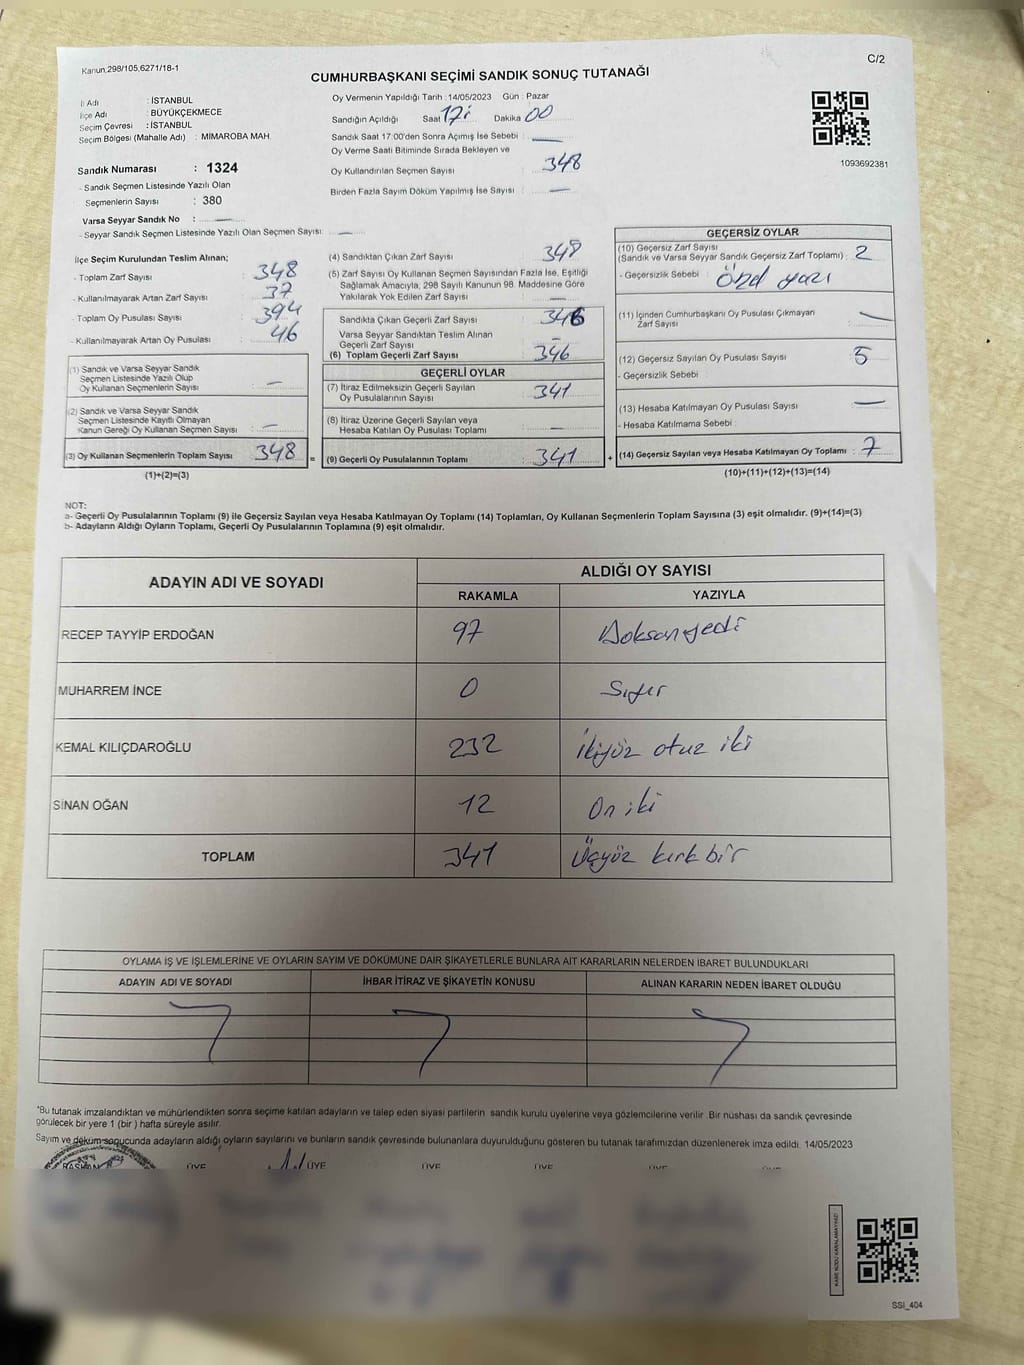 Kanun,298/105,6271/18-1
C/2
CUMHURBAŞKANI SEÇİMİ SANDIK SONUÇ TUTANAĞI
İl Adı : İSTANBUL
İlçe Adı : BÜYÜKÇEKMECE
Seçim Çevresi : İSTANBUL
Seçim Bölgesi (Mahalle Adı) : MİMAROBA MAH.
Sandık Numarası : 1324
- Sandık Seçmen Listesinde Yazılı Olan
Seçmenlerin Sayısı : 380
Varsa Seyyar Sandık No :
- Seyyar Sandık Seçmen Listesinde Yazılı Olan Seçmen Sayısı:
Oy Vermenin Yapıldığı Tarih : 14/05/2023 Gün : Pazar
Sandığın Açıldığı Saat 17: Dakika 00
Sandık Saat 17:00'den Sonra Açımış İse Sebebi :
Oy Verme Saati Bitiminde Sırada Bekleyen ve
Oy Kullandırılan Seçmen Sayısı : 348
Birden Fazla Sayım Döküm Yapılmış İse Sayısı :
1093692381
İlçe Seçim Kurulundan Teslim Alınan;
- Toplam Zarf Sayısı : 348
- Kullanılmayarak Artan Zarf Sayısı : 37
- Toplam Oy Pusulası Sayısı : 394
- Kullanılmayarak Artan Oy Pusulası : 46
(1) Sandık ve Varsa Seyyar Sandık
Seçmen Listesinde Yazılı Olup
Oy Kullanan Seçmenlerin Sayısı : –
(2) Sandık ve Varsa Seyyar Sandık
Seçmen Listesinde Kayıtlı Olmayan
Kanun Gereği Oy Kullanan Seçmen Sayısı : –
(3) Oy Kullanan Seçmenlerin Toplam Sayısı : 348
(1)+(2)=(3)
(4) Sandıktan Çıkan Zarf Sayısı : 348
(5) Zarf Sayısı Oy Kullanan Seçmen Sayısından Fazla İse, Eşitliği
Sağlamak Amacıyla, 298 Sayılı Kanunun 98. Maddesine Göre
Yakılarak Yok Edilen Zarf Sayısı :
Sandıkta Çıkan Geçerli Zarf Sayısı : 346
Varsa Seyyar Sandıktan Teslim Alınan
Geçerli Zarf Sayısı : –
(6) Toplam Geçerli Zarf Sayısı : 346
GEÇERLİ OYLAR
(7) İtiraz Edilmeksizin Geçerli Sayılan
Oy Pusulalarının Sayısı : 341
(8) İtiraz Üzerine Geçerli Sayılan veya
Hesaba Katılan Oy Pusulası Toplamı : –
= (9) Geçerli Oy Pusulalarının Toplamı : 341 +
GEÇERSİZ OYLAR
(10) Geçersiz Zarf Sayısı
(Sandık ve Varsa Seyyar Sandık Geçersiz Zarf Toplamı) : 2
- Geçersizlik Sebebi : Özel yazı
(11) İçinden Cumhurbaşkanı Oy Pusulası Çıkmayan
Zarf Sayısı :
(12) Geçersiz Sayılan Oy Pusulası Sayısı : 5
- Geçersizlik Sebebi :
(13) Hesaba Katılmayan Oy Pusulası Sayısı :
- Hesaba Katılmama Sebebi :
(14) Geçersiz Sayılan veya Hesaba Katılmayan Oy Toplamı : 7
(10)+(11)+(12)+(13)=(14)
NOT:
a- Geçerli Oy Pusulalarının Toplamı (9) ile Geçersiz Sayılan veya Hesaba Katılmayan Oy Toplamı (14) Toplamları, Oy Kullanan Seçmenlerin Toplam Sayısına (3) eşit olmalıdır. (9)+(14)=(3)
b- Adayların Aldığı Oyların Toplamı, Geçerli Oy Pusulalarının Toplamına (9) eşit olmalıdır.
ADAYIN ADI VE SOYADI ALDIĞI OY SAYISI
RAKAMLA YAZIYLA
RECEP TAYYİP ERDOĞAN 97 Doksan yedi
MUHARREM İNCE 0 Sıfır
KEMAL KILIÇDAROĞLU 232 İkiyüz otuz iki
SİNAN OĞAN 12 On iki
TOPLAM 341 Üçyüz kırk bir
OYLAMA İŞ VE İŞLEMLERİNE VE OYLARIN SAYIM VE DÖKÜMÜNE DAİR ŞİKAYETLERLE BUNLARA AİT KARARLARIN NELERDEN İBARET BULUNDUKLARI
ADAYIN ADI VE SOYADI İHBAR İTİRAZ VE ŞİKAYETİN KONUSU ALINAN KARARIN NEDEN İBARET OLDUĞU
*Bu tutanak imzalandıktan ve mühürlendikten sonra seçime katılan adayların ve talep eden siyasi partilerin sandık kurulu üyelerine veya gözlemcilerine verilir. Bir nüshası da sandık çevresinde
görülecek bir yere 1 (bir) hafta süreyle asılır.
Sayım ve döküm sonucunda adayların aldığı oyların sayılarını ve bunların sandık çevresinde bulunanlara duyurulduğunu gösteren bu tutanak tarafımızdan düzenlenerek imza edildi. 14/05/2023
BAŞKAN ÜYE ÜYE ÜYE ÜYE ÜYE ÜYE
KARE KODU KARALAMAYINIZ!
SSİ_404